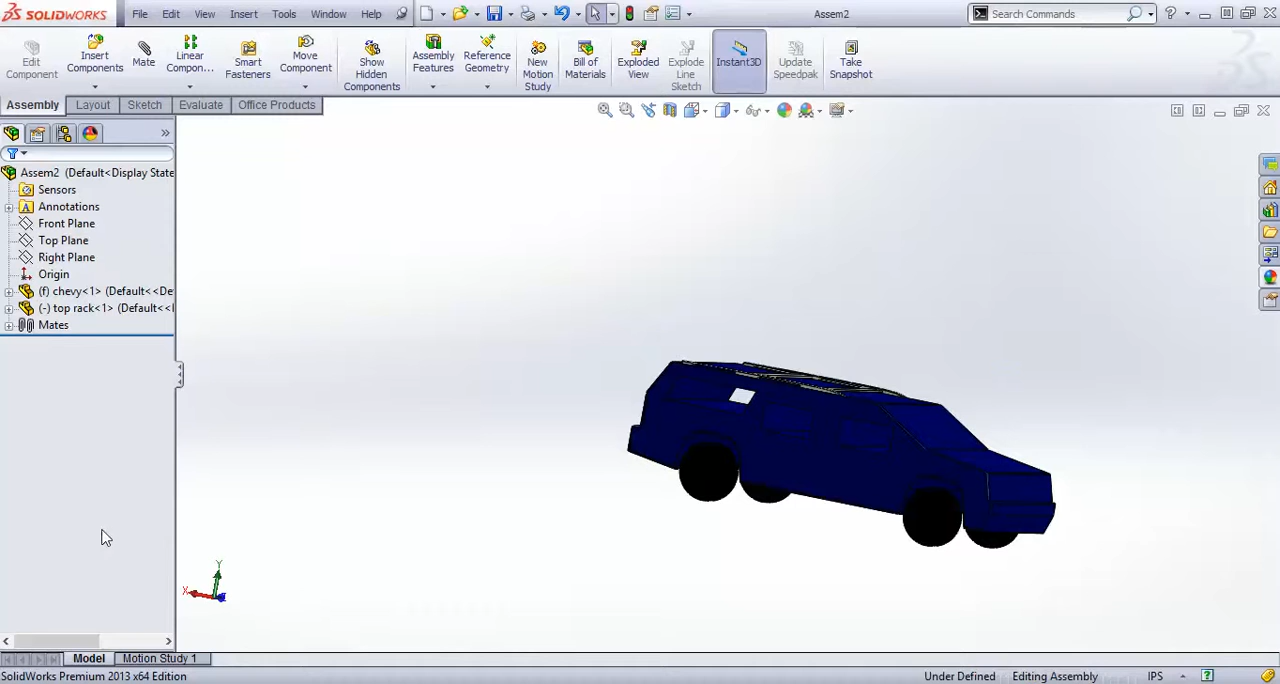 SOLIDWORKS File Edit View Insert Tools Window Help Assem2 Search Commands
Edit Component
Insert Components
Mate
Linear Compon...
Smart Fasteners
Move Component
Show Hidden Components
Assembly Features
Reference Geometry
New Motion Study
Bill of Materials
Exploded View
Explode Line Sketch
Instant3D
Update Speedpak
Take Snapshot
Assembly Layout Sketch Evaluate Office Products
Assem2 (Default<Display State
Sensors
Annotations
Front Plane
Top Plane
Right Plane
Origin
(f) chevy<1> (Default<<De
(-) top rack<1> (Default<<
Mates
Y
X
Model Motion Study 1
SolidWorks Premium 2013 x64 Edition Under Defined Editing Assembly IPS